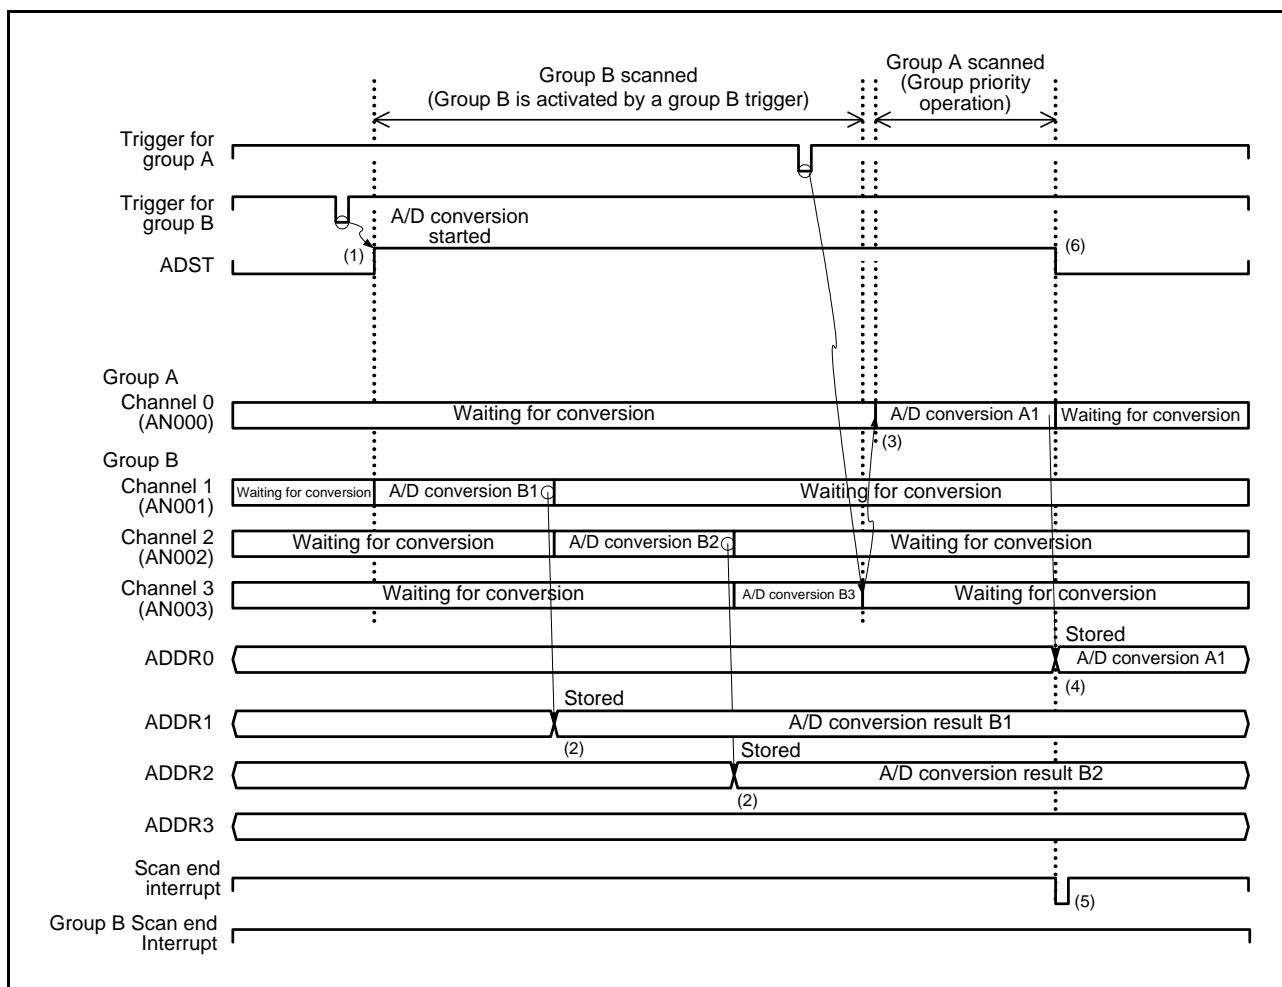 Group B scanned
(Group B is activated by a group B trigger)
Group A scanned
(Group priority
operation)
Trigger for
group A
Trigger for
group B
A/D conversion
started
(1)
(6)
ADST
Group A
Channel 0
(AN000)
Waiting for conversion
A/D conversion A1
Waiting for conversion
(3)
Group B
Channel 1
(AN001)
Waiting for conversion
A/D conversion B1
Waiting for conversion
Channel 2
(AN002)
Waiting for conversion
A/D conversion B2
Waiting for conversion
Channel 3
(AN003)
Waiting for conversion
A/D conversion B3
Waiting for conversion
Stored
ADDR0
A/D conversion A1
(4)
Stored
ADDR1
A/D conversion result B1
(2)
Stored
ADDR2
A/D conversion result B2
(2)
ADDR3
Scan end
interrupt
(5)
Group B Scan end
Interrupt